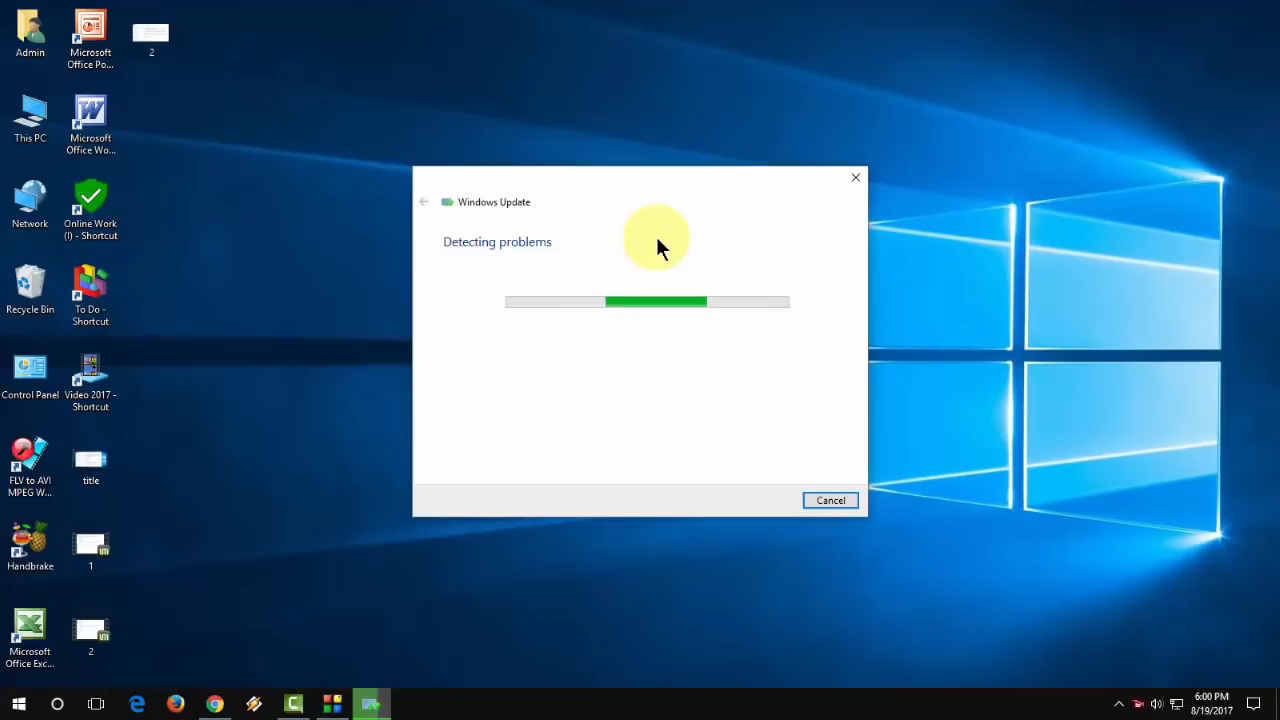 Admin
Microsoft
Office Po...
2
This PC
Microsoft
Office Wo...
Network
Online Work
(I) - Shortcut
Recycle Bin
To Do -
Shortcut
Control Panel
Video 2017 -
Shortcut
FLV to AVI
MPEG W...
title
Handbrake
1
Microsoft
Office Exc...
2
Windows Update
Detecting problems
Cancel
6:00 PM
8/19/2017